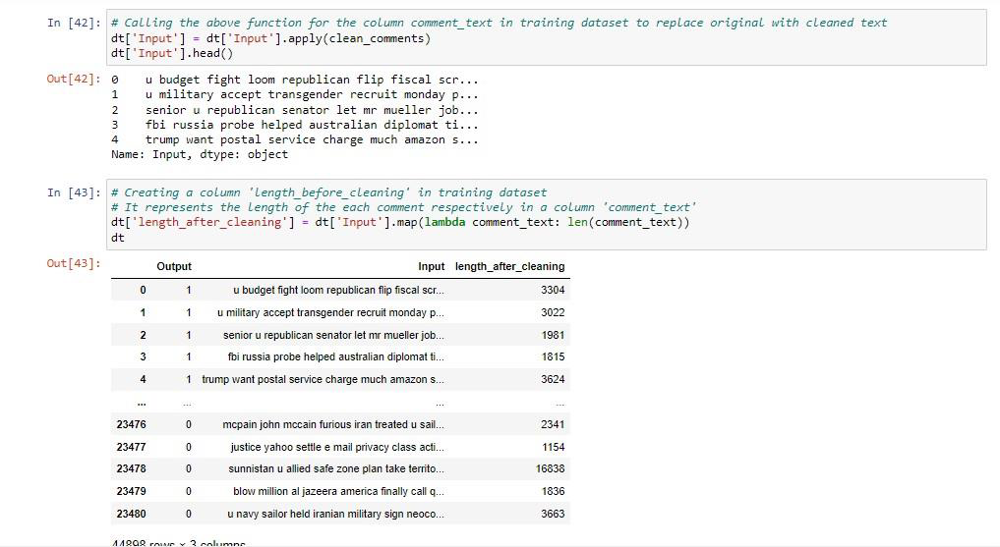 In [42]: # Calling the above function for the column comment_text in training dataset to replace original with cleaned text
dt['Input'] = dt['Input'].apply(clean_comments)
dt['Input'].head()
Out[42]: 0 u budget fight loom republican flip fiscal scr...
1 u military accept transgender recruit monday p...
2 senior u republican senator let mr mueller job...
3 fbi russia probe helped australian diplomat ti...
4 trump want postal service charge much amazon s...
Name: Input, dtype: object
In [43]: # Creating a column 'length_before_cleaning' in training dataset
# It represents the length of the each comment respectively in a column 'comment_text'
dt['length_after_cleaning'] = dt['Input'].map(lambda comment_text: len(comment_text))
dt
Out[43]:
Output Input length_after_cleaning
0 1 u budget fight loom republican flip fiscal scr... 3304
1 1 u military accept transgender recruit monday p... 3022
2 1 senior u republican senator let mr mueller job... 1981
3 1 fbi russia probe helped australian diplomat ti... 1815
4 1 trump want postal service charge much amazon s... 3624
... ... ... ...
23476 0 mcpain john mccain furious iran treated u sail... 2341
23477 0 justice yahoo settle e mail privacy class acti... 1154
23478 0 sunnistan u allied safe zone plan take territo... 16838
23479 0 blow million al jazeera america finally call q... 1836
23480 0 u navy sailor held iranian military sign neoco... 3663
44898 rows × 3 columns